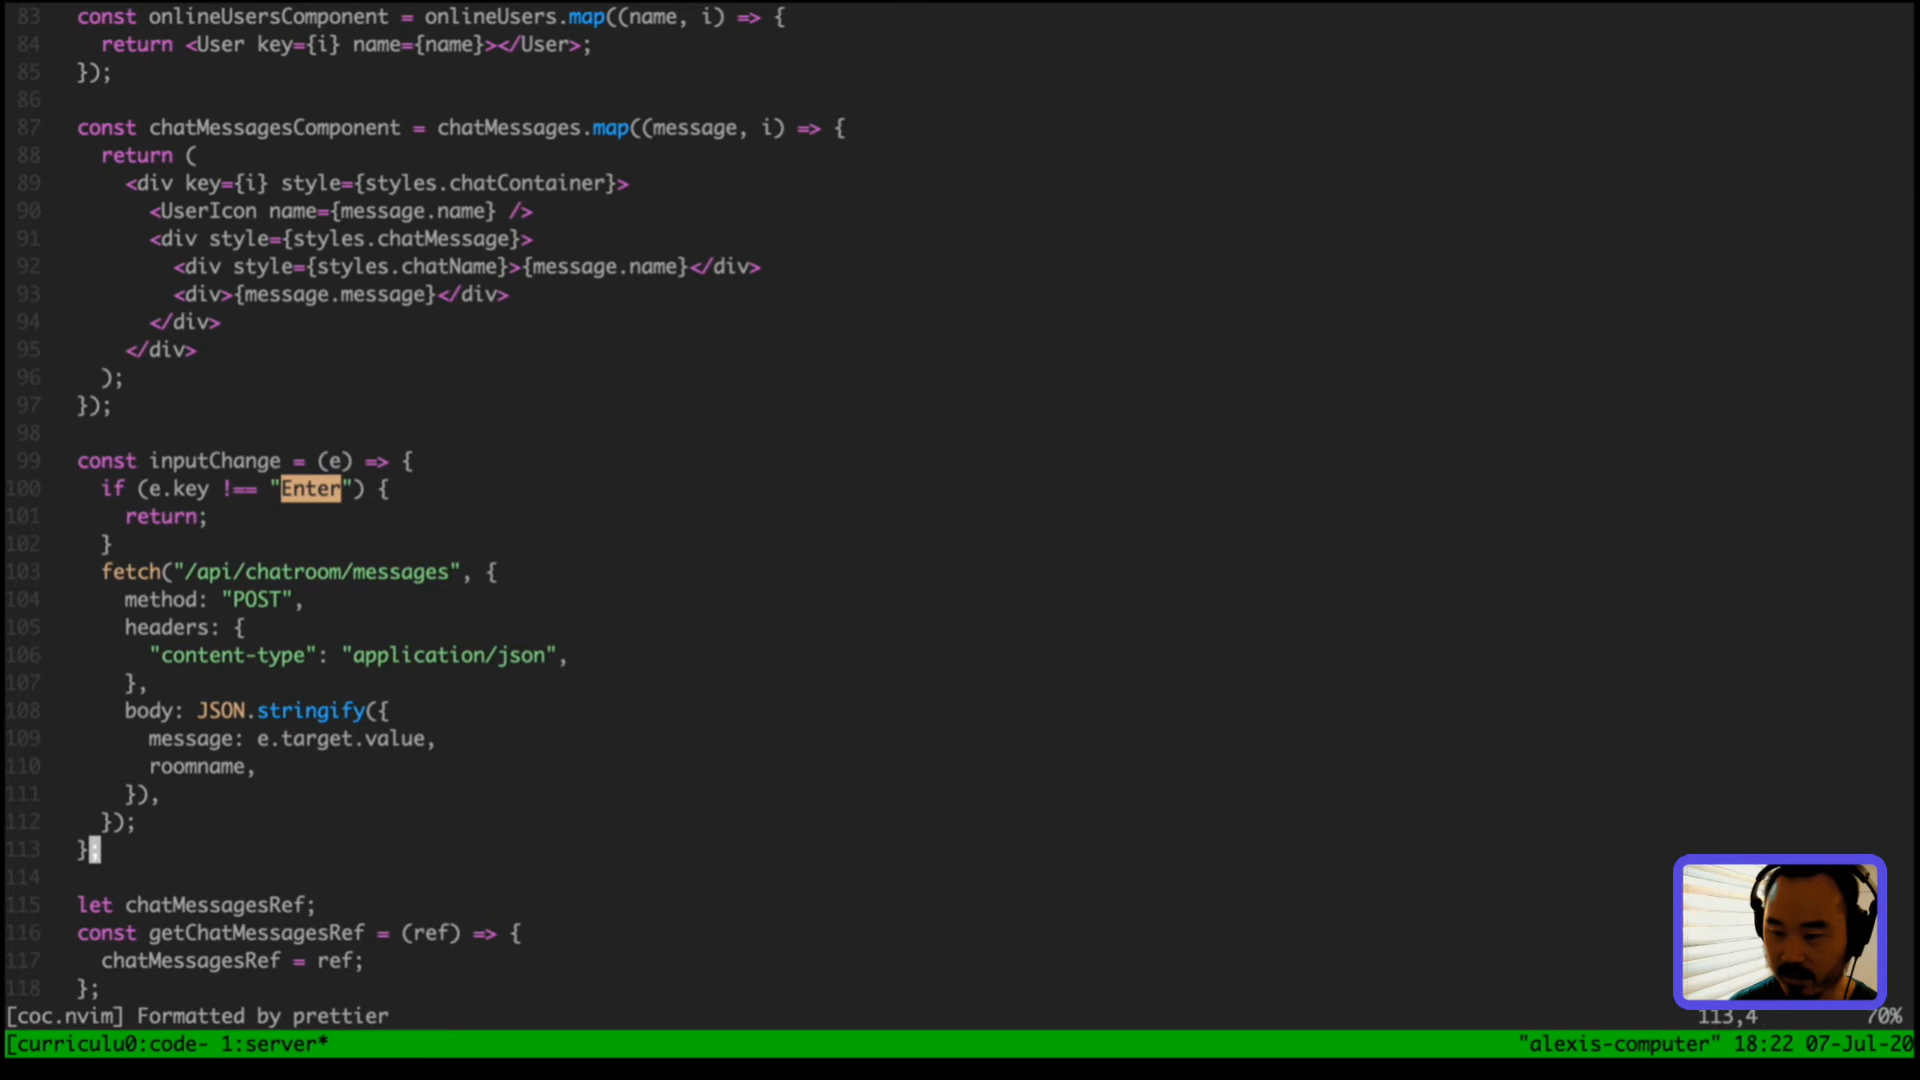 83 const onlineUsersComponent = onlineUsers.map((name, i) => {
84 return <User key={i} name={name}></User>;
85 });
86
87 const chatMessagesComponent = chatMessages.map((message, i) => {
88 return (
89 <div key={i} style={styles.chatContainer}>
90 <UserIcon name={message.name} />
91 <div style={styles.chatMessage}>
92 <div style={styles.chatName}>{message.name}</div>
93 <div>{message.message}</div>
94 </div>
95 </div>
96 );
97 });
98
99 const inputChange = (e) => {
100 if (e.key !== "Enter") {
101 return;
102 }
103 fetch("/api/chatroom/messages", {
104 method: "POST",
105 headers: {
106 "content-type": "application/json",
107 },
108 body: JSON.stringify({
109 message: e.target.value,
110 roomname,
111 }),
112 });
113 };
114
115 let chatMessagesRef;
116 const getChatMessagesRef = (ref) => {
117 chatMessagesRef = ref;
118 };
[coc.nvim] Formatted by prettier 113,4 70%
[curriculu0:code- 1:server* "alexis-computer" 18:22 07-Jul-20